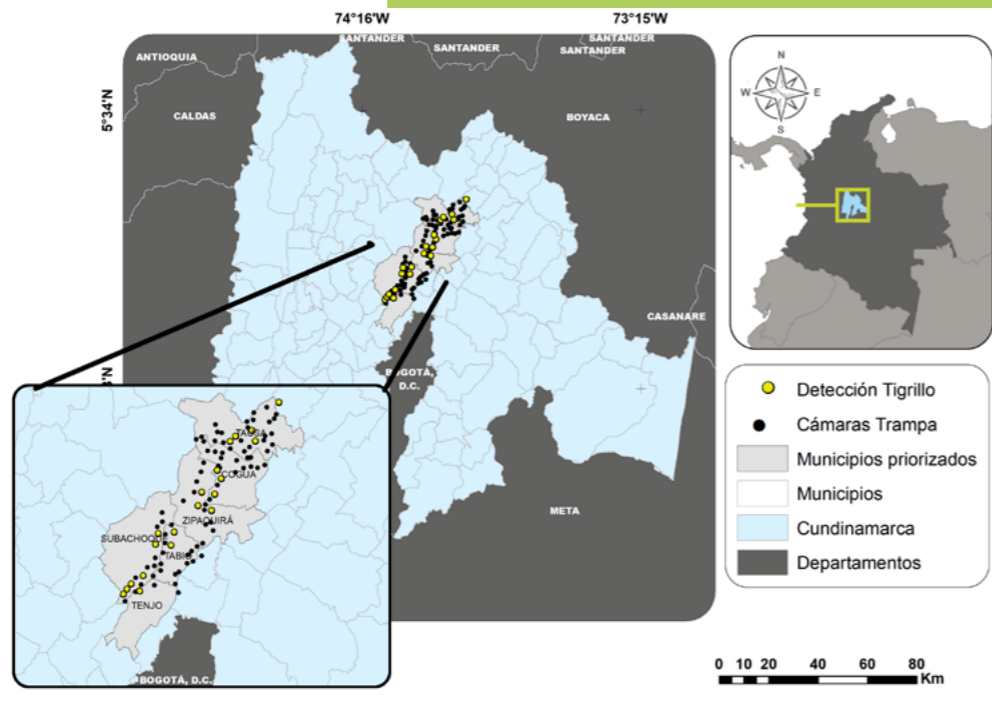 74°16'W
73°15'W
SANTANDER
SANTANDER
SANTANDER
SANTANDER
ANTIOQUIA
5°34'N
CALDAS
BOYACA
N
W
E
S
CASANARE
BOGOTÁ,
D.C.
META
TAUSA
COGUA
ZIPAQUIRÁ
SUBACHOQUE
TABIO
TENJO
BOGOTÁ, D.C.
Detección Tigrillo
Cámaras Trampa
Municipios priorizados
Municipios
Cundinamarca
Departamentos
0 10 20 40 60 80
Km